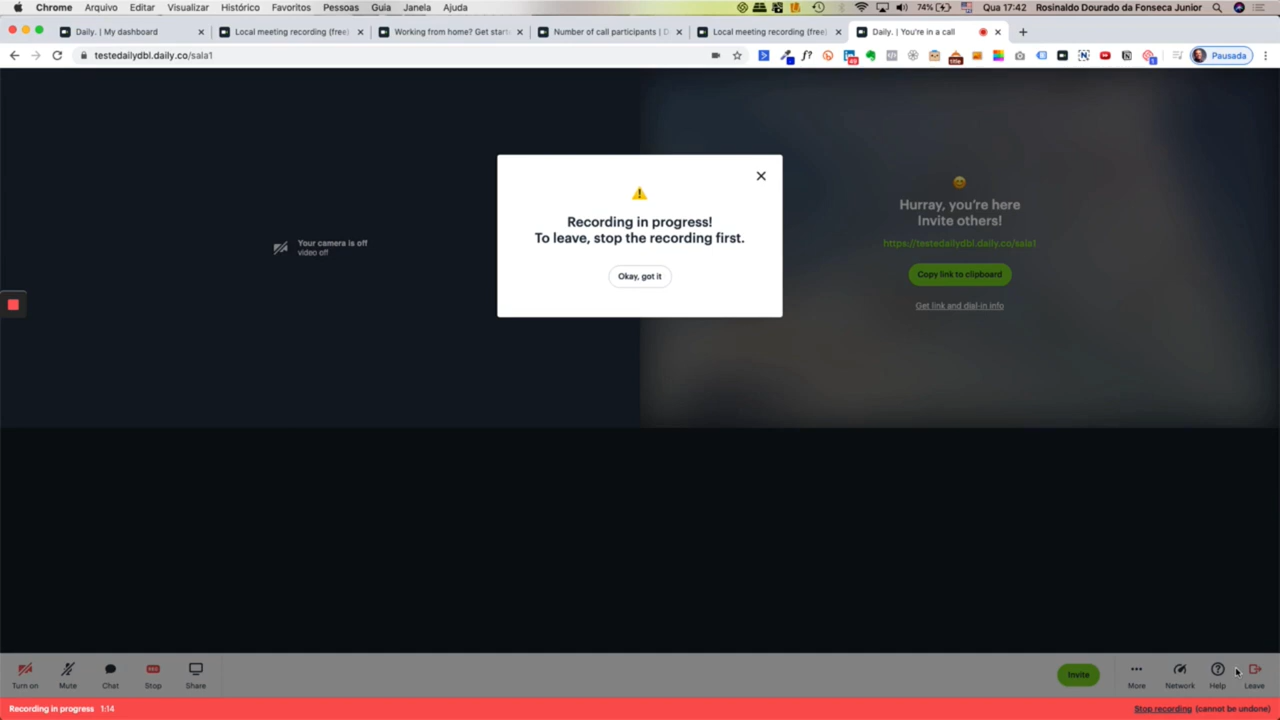 Chrome Arquivo Editar Visualizar Histórico Favoritos Pessoas Guia Janela Ajuda 74% Qua 17:42 Rosinaldo Dourado da Fonseca Junior
Daily. | My dashboard Local meeting recording (free) Working from home? Get start Number of call participants | D Local meeting recording (free) Daily. | You're in a call
testedailydbl.daily.co/sala1 Pausada
Recording in progress!
To leave, stop the recording first.
Okay, got it
Your camera is off
video off
Hurray, you're here
Invite others!
https://testedailydbl.daily.co/sala1
Copy link to clipboard
Get link and dial-in info
Turn on Mute Chat Stop Share Invite More Network Help Leave
Recording in progress 1:14 Stop recording (cannot be undone)